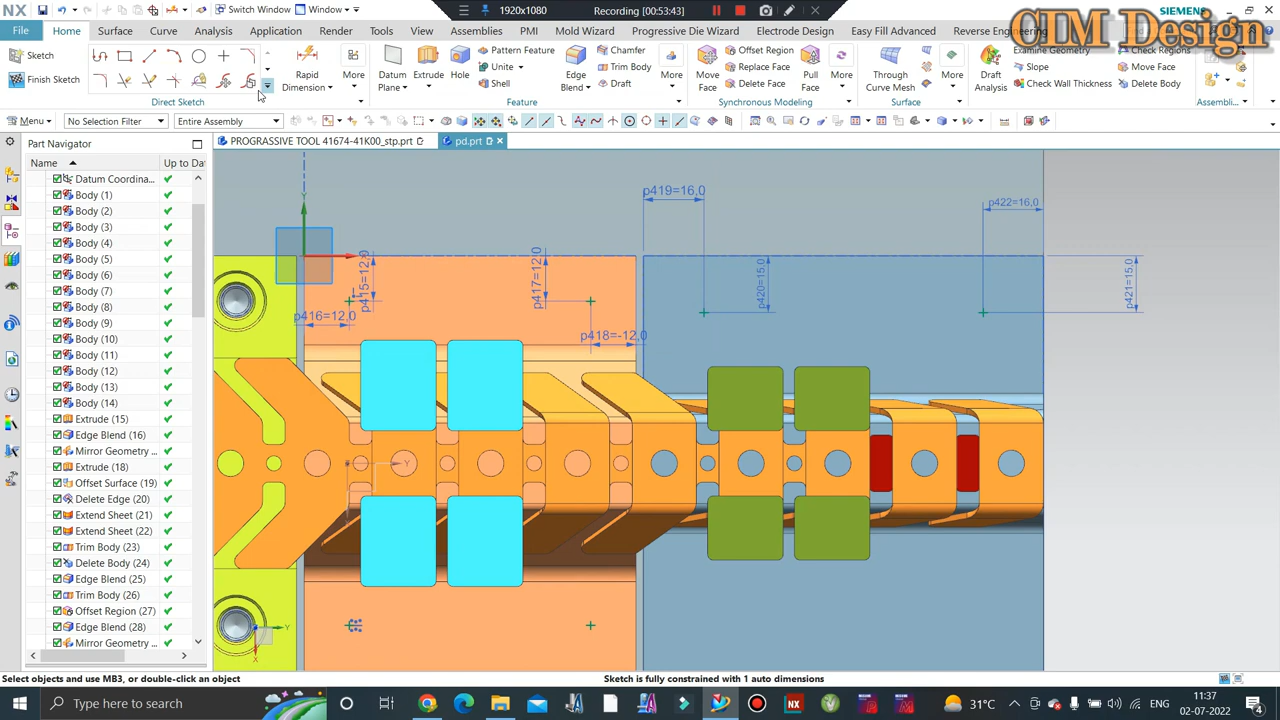 NX
Switch Window
Window
1920x1080
Recording [00:53:43]
SIEMENS
CIM Design
File
Home
Surface
Curve
Analysis
Application
Render
Tools
View
Assemblies
PMI
Mold Wizard
Progressive Die Wizard
Electrode Design
Easy Fill Advanced
Reverse Engineering
Sketch
Finish Sketch
Direct Sketch
Rapid Dimension
More
Datum Plane
Extrude
Hole
Pattern Feature
Unite
Shell
Edge Blend
Chamfer
Trim Body
Draft
More
Feature
Move Face
Offset Region
Replace Face
Delete Face
Pull Face
More
Synchronous Modeling
Through Curve Mesh
More
Surface
Draft Analysis
Examine Geometry
Slope
Check Wall Thickness
Check Regions
Move Face
Delete Body
Assembli...
Menu
No Selection Filter
Entire Assembly
Part Navigator
PROGRASSIVE TOOL 41674-41K00_stp.prt
pd.prt
Name
Up to Da
Datum Coordina...
Body (1)
Body (2)
Body (3)
Body (4)
Body (5)
Body (6)
Body (7)
Body (8)
Body (9)
Body (10)
Body (11)
Body (12)
Body (13)
Body (14)
Extrude (15)
Edge Blend (16)
Mirror Geometry ...
Extrude (18)
Offset Surface (19)
Delete Edge (20)
Extend Sheet (21)
Extend Sheet (22)
Trim Body (23)
Delete Body (24)
Edge Blend (25)
Trim Body (26)
Offset Region (27)
Edge Blend (28)
Mirror Geometry ...
p419=16,0
p422=16,0
p415=12,0
p417=12,0
p420=15,0
p421=15,0
p416=12,0
p418=-12,0
Y
Y
Y
X
Select objects and use MB3, or double-click an object
Sketch is fully constrained with 1 auto dimensions
Type here to search
31°C
ENG
11:37
02-07-2022